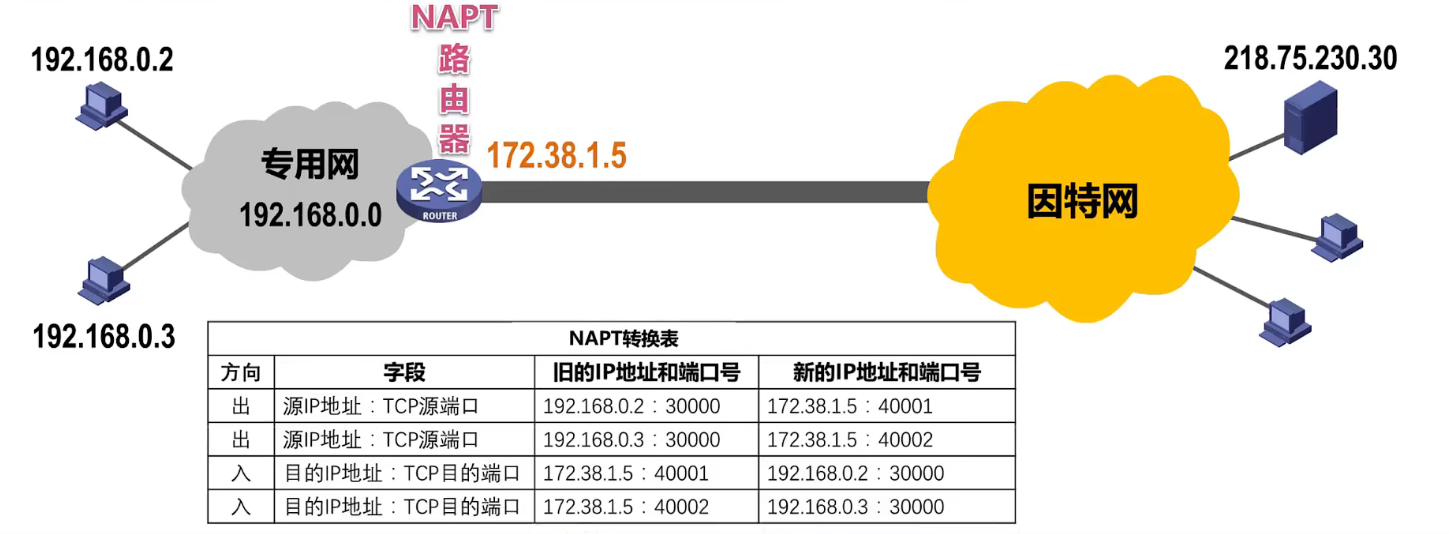 NAPT
路
由
器
192.168.0.2
218.75.230.30
172.38.1.5
专用网
192.168.0.0
ROUTER
因特网
192.168.0.3
NAPT转换表
方向 字段 旧的IP地址和端口号 新的IP地址和端口号
出 源IP地址：TCP源端口 192.168.0.2：30000 172.38.1.5：40001
出 源IP地址：TCP源端口 192.168.0.3：30000 172.38.1.5：40002
入 目的IP地址：TCP目的端口 172.38.1.5：40001 192.168.0.2：30000
入 目的IP地址：TCP目的端口 172.38.1.5：40002 192.168.0.3：30000